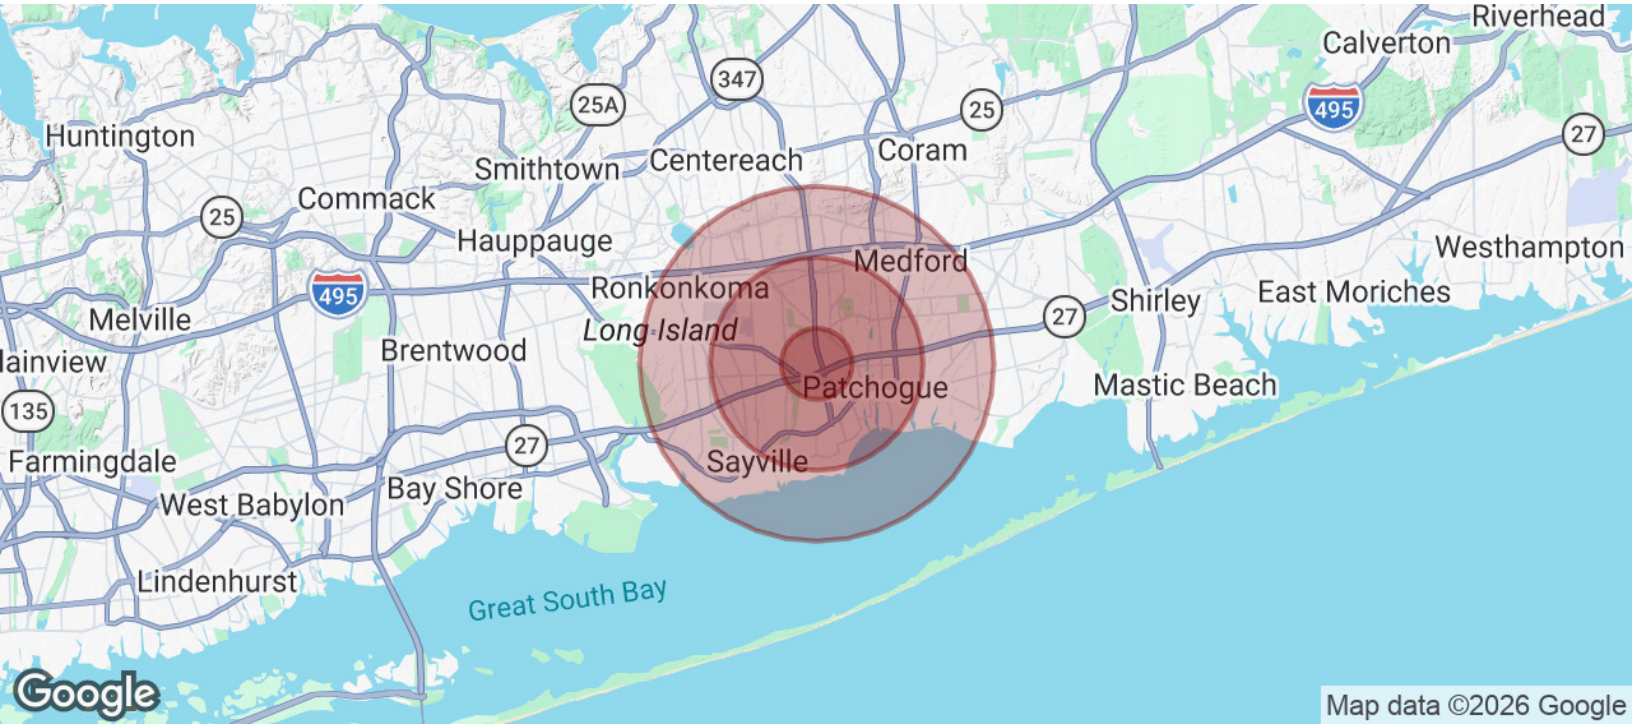 Riverhead
Calverton
347
25A
495
25
27
Huntington
Coram
Centereach
Smithtown
Commack
25
Hauppauge
Westhampton
Medford
Ronkonkoma
495
East Moriches
Shirley
Melville
27
Long Island
Brentwood
lainview
Mastic Beach
Patchogue
135
27
Sayville
Farmingdale
Bay Shore
West Babylon
Lindenhurst
Great South Bay
Google
Map data ©2026 Google